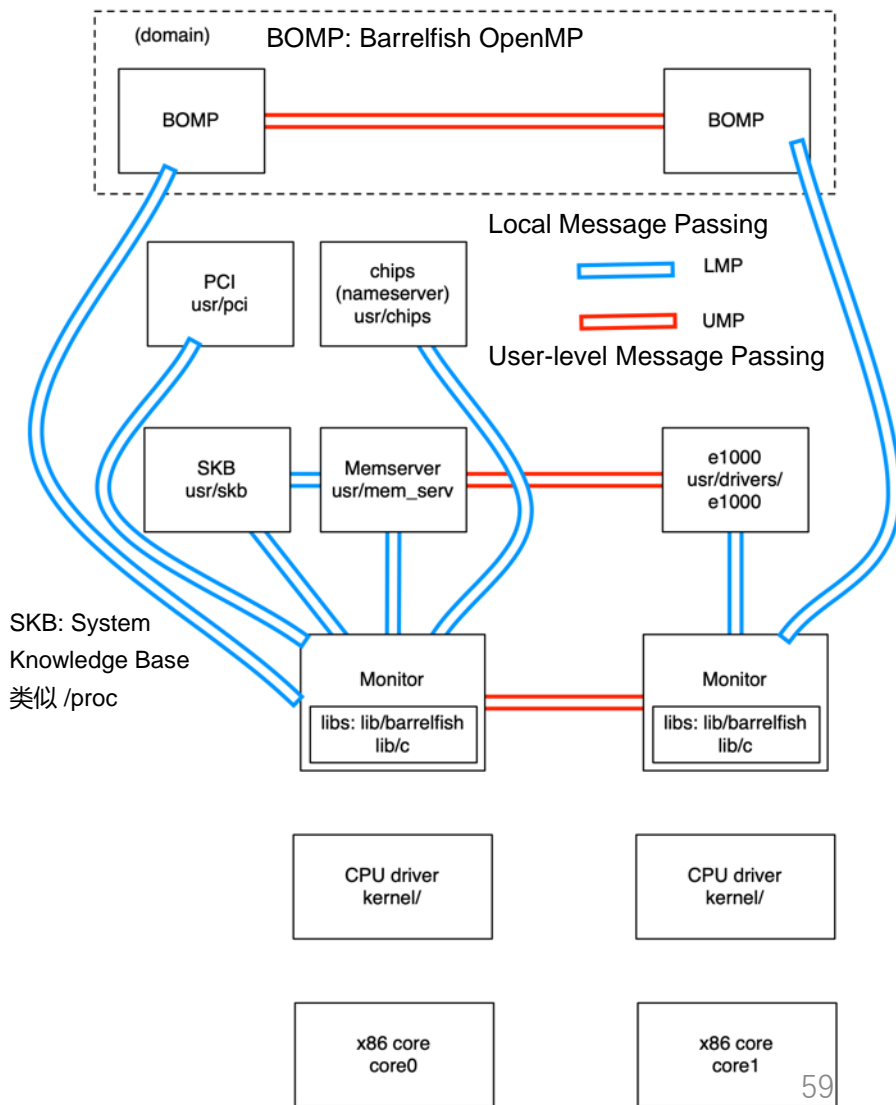 (domain)
BOMP: Barrelfish OpenMP
BOMP
BOMP
Local Message Passing
LMP
UMP
User-level Message Passing
PCI
usr/pci
chips
(nameserver)
usr/chips
SKB
usr/skb
Memserver
usr/mem_serv
e1000
usr/drivers/
e1000
SKB: System
Knowledge Base
类似 /proc
Monitor
libs: lib/barrelfish
lib/c
Monitor
libs: lib/barrelfish
lib/c
CPU driver
kernel/
CPU driver
kernel/
x86 core
core0
x86 core
core1
59